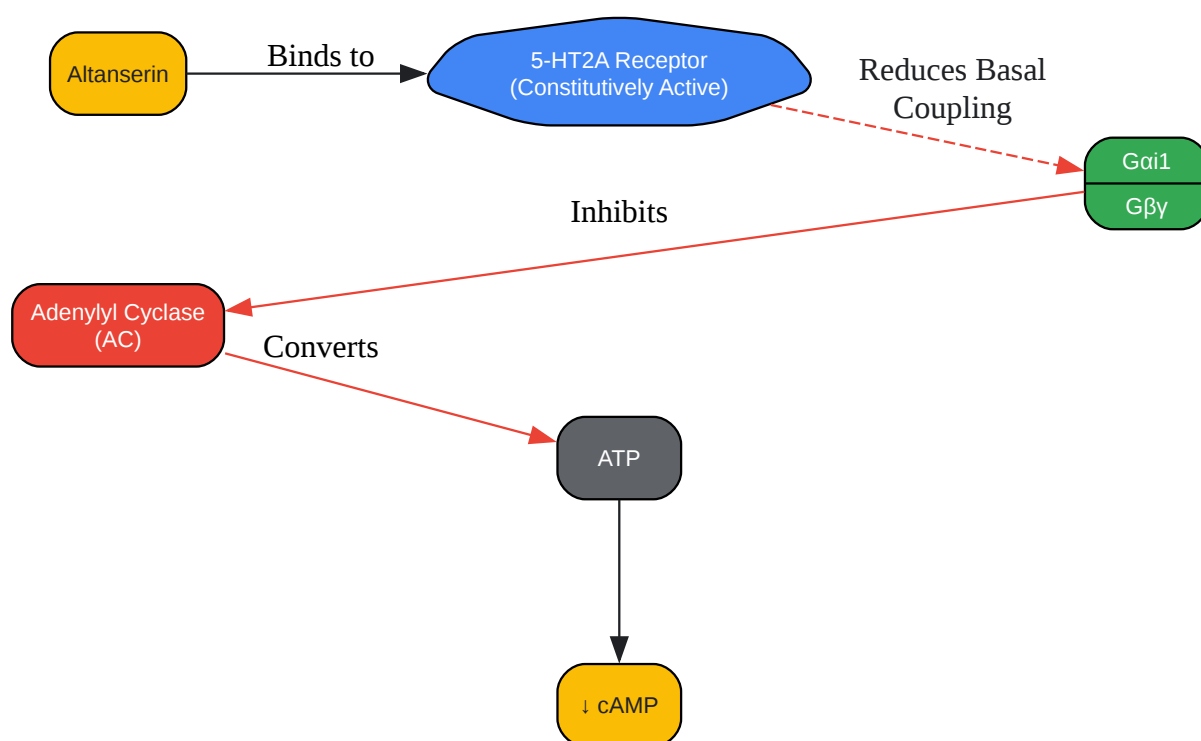 Altanserin
Binds to
5-HT2A Receptor
(Constitutively Active)
Reduces Basal
Coupling
Gαi1
Gβγ
Inhibits
Adenylyl Cyclase
(AC)
Converts
ATP
↓ cAMP